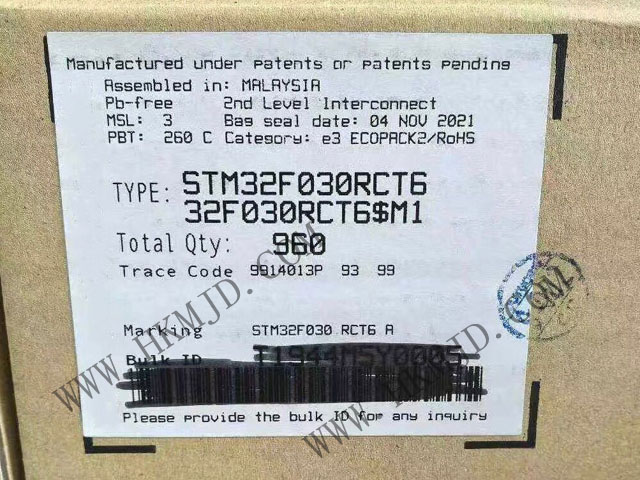 Manufactured under patents or patents pending
Assembled in: MALAYSIA
Pb-free 2nd Level Interconnect
MSL: 3 Bag seal date: 04 NOV 2021
PBT: 260 C Category: e3 ECOPACK2/RoHS
TYPE: STM32F030RCT6
32F030RCT6$M1
Total Qty: 960
Trace Code 9914013P 93 99
Marking STM32F030 RCT6 A
Bulk ID
Please provide the bulk ID for any inquiry
WWW.HKMJD.COM
WWW.HKMJD.COM